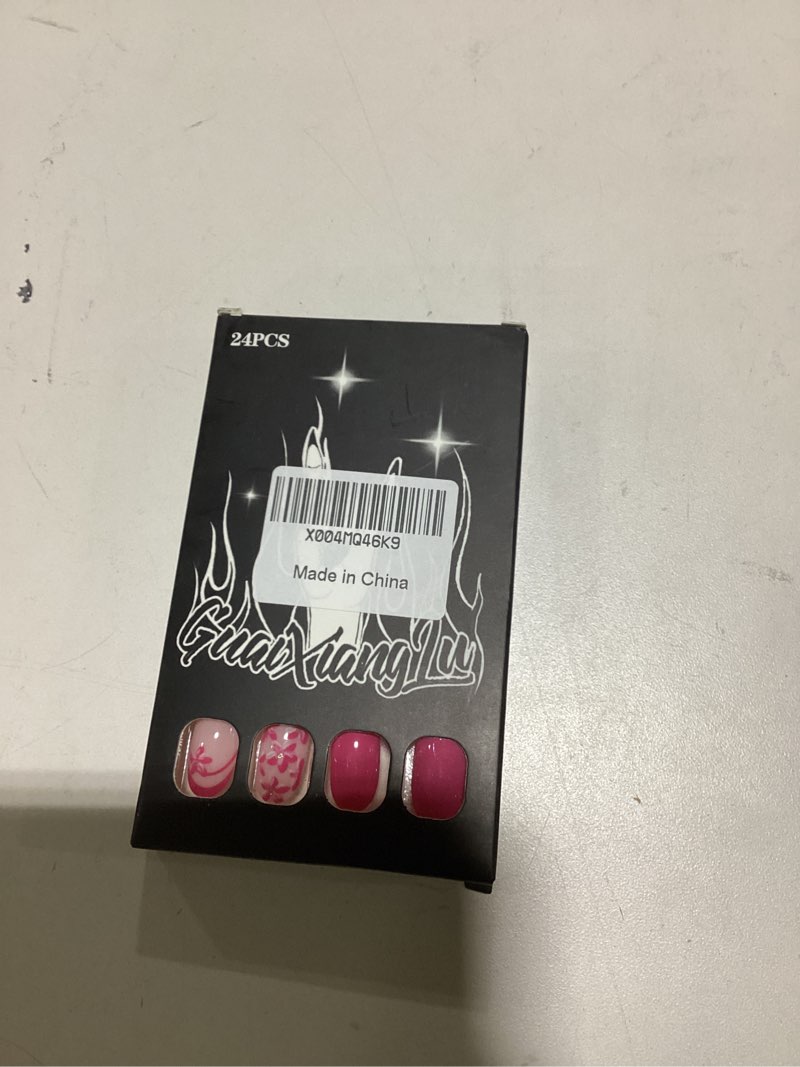 24PCS
X004MQ46K9
Made in China
GuaiXiangLu